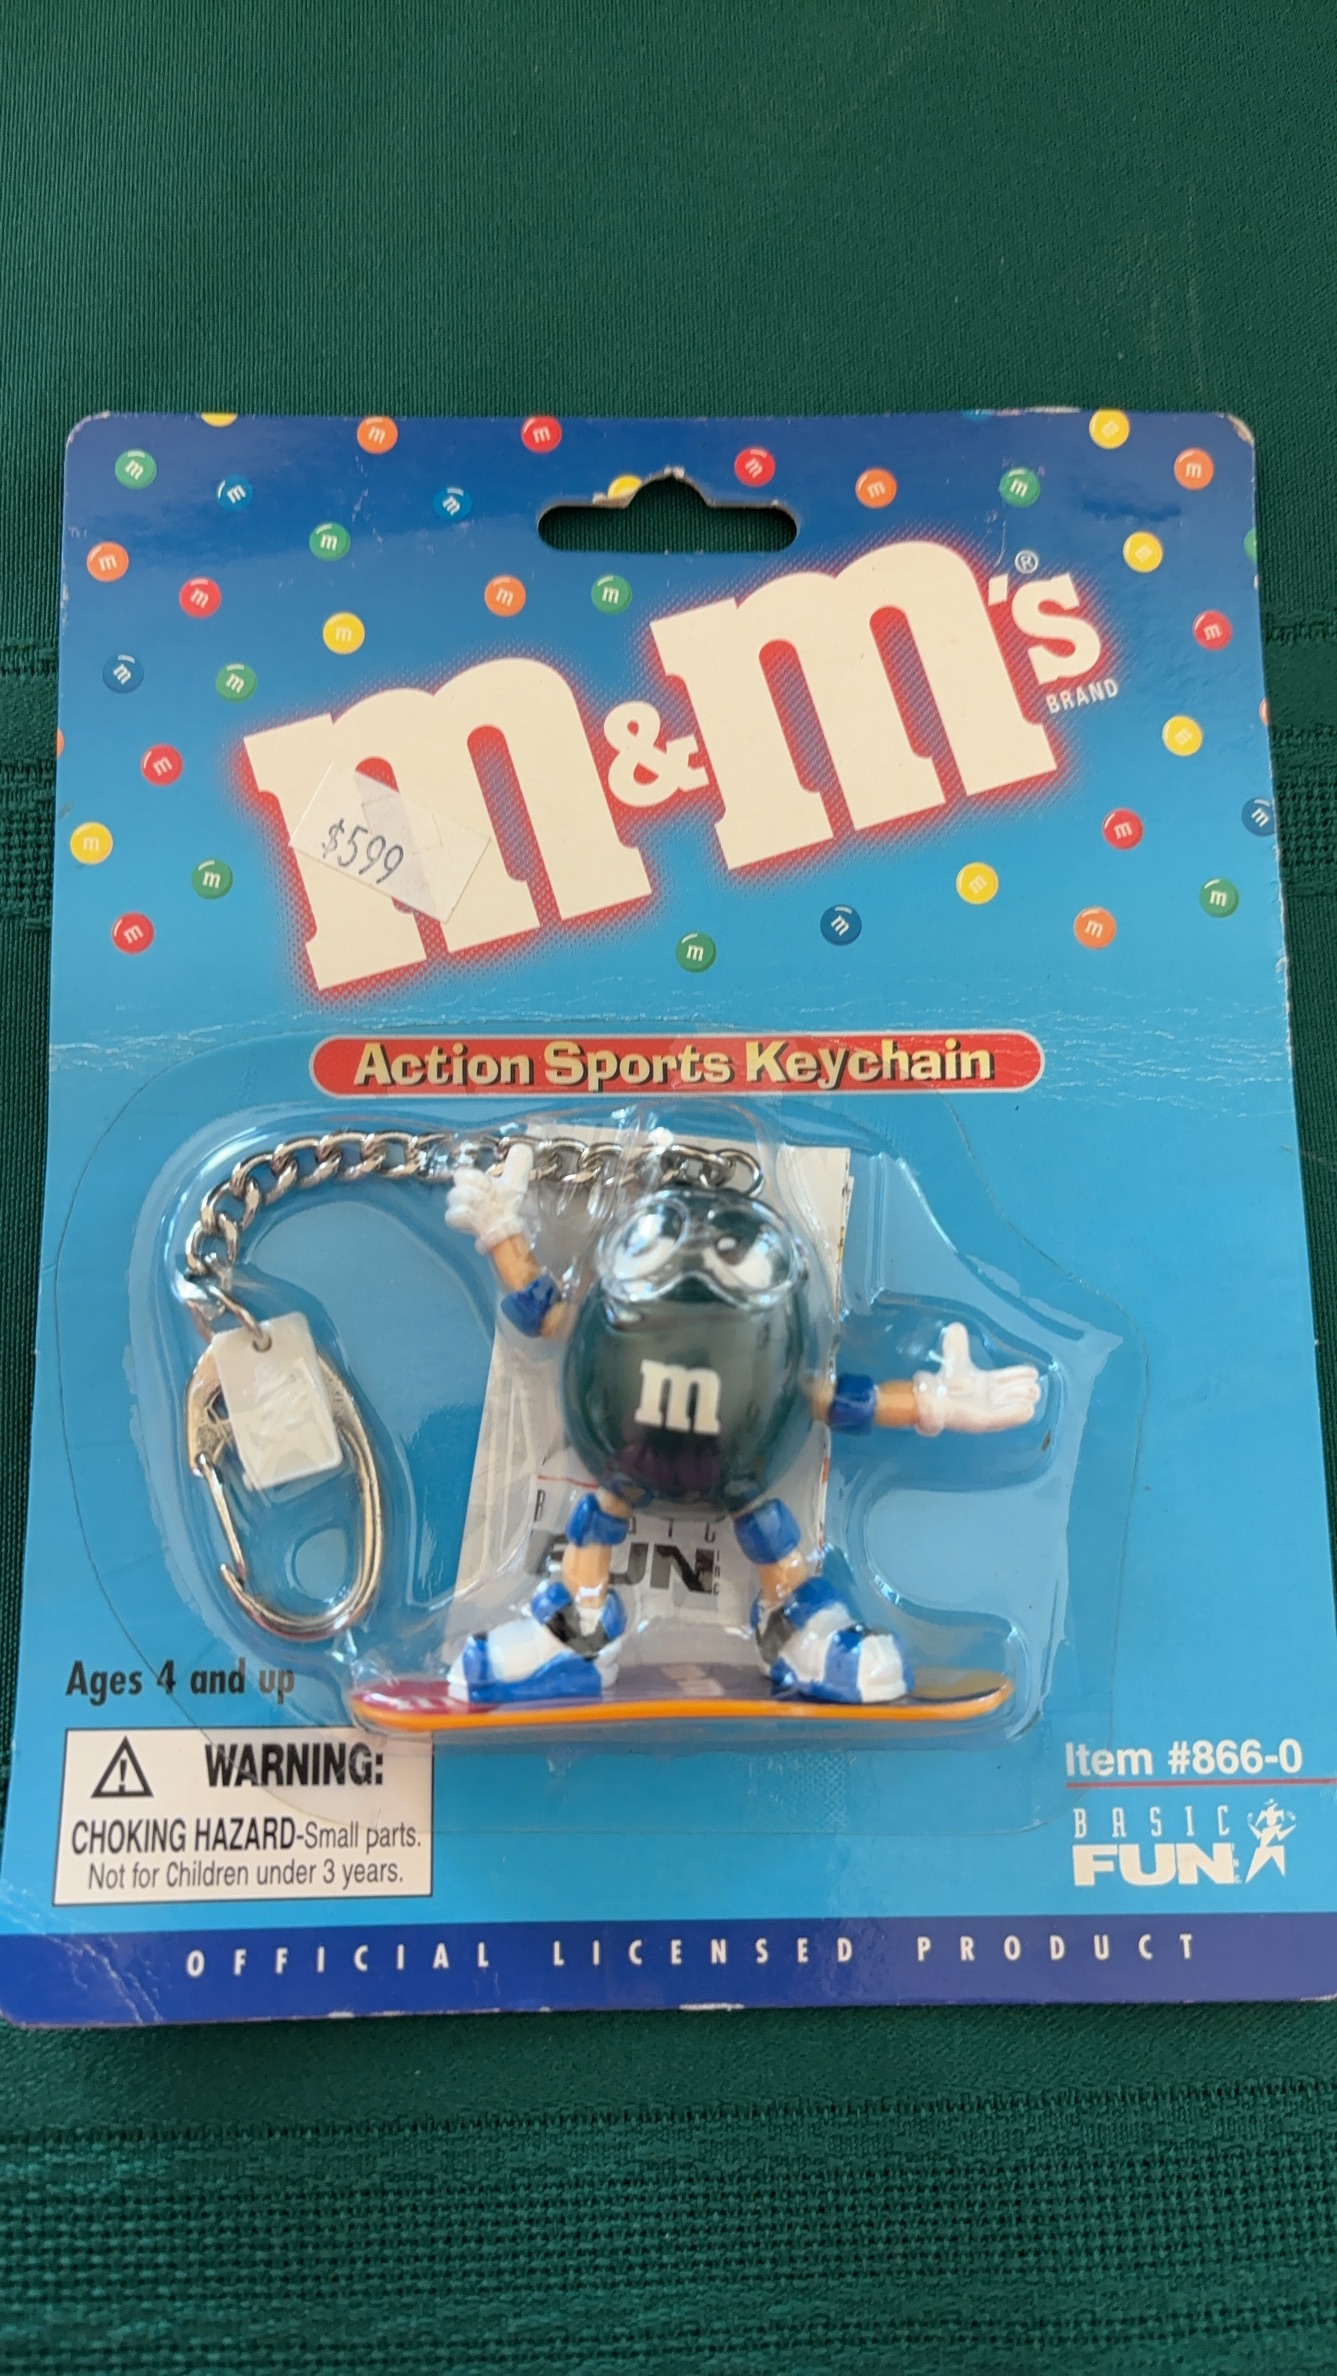 m&m's®
BRAND
$599
Action Sports Keychain
m
FUN
Ages 4 and up
WARNING:
CHOKING HAZARD-Small parts.
Not for Children under 3 years.
Item #866-0
BASIC
FUN
OFFICIAL LICENSED PRODUCT